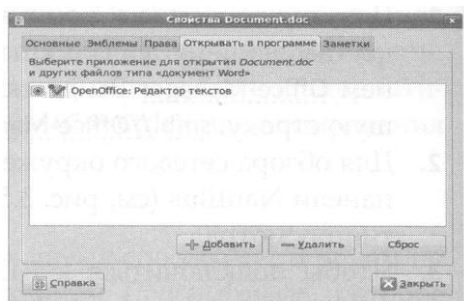 Свойства Document.doc
Основные Эмблемы Права Открывать в программе Заметки
Выберите приложение для открытия Document.doc
и других файлов типа «документ Word»
OpenOffice: Редактор текстов
Добавить Удалить Сброс
Справка Закрыть